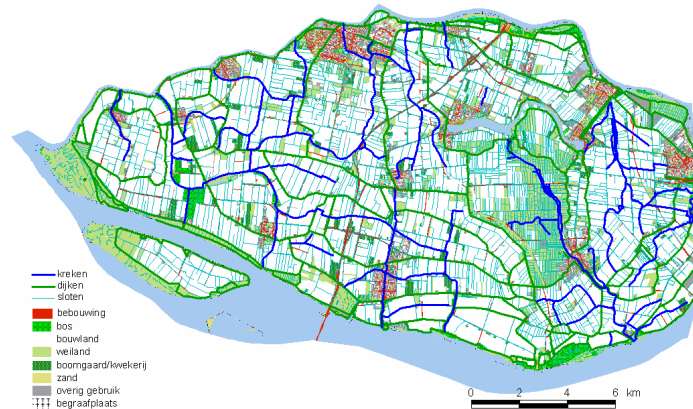 kreken
dijken
sloten
bebouwing
bos
bouwland
weiland
boomgaard/kwekerij
zand
overig gebruik
begraafplaats
0 2 4 6 km